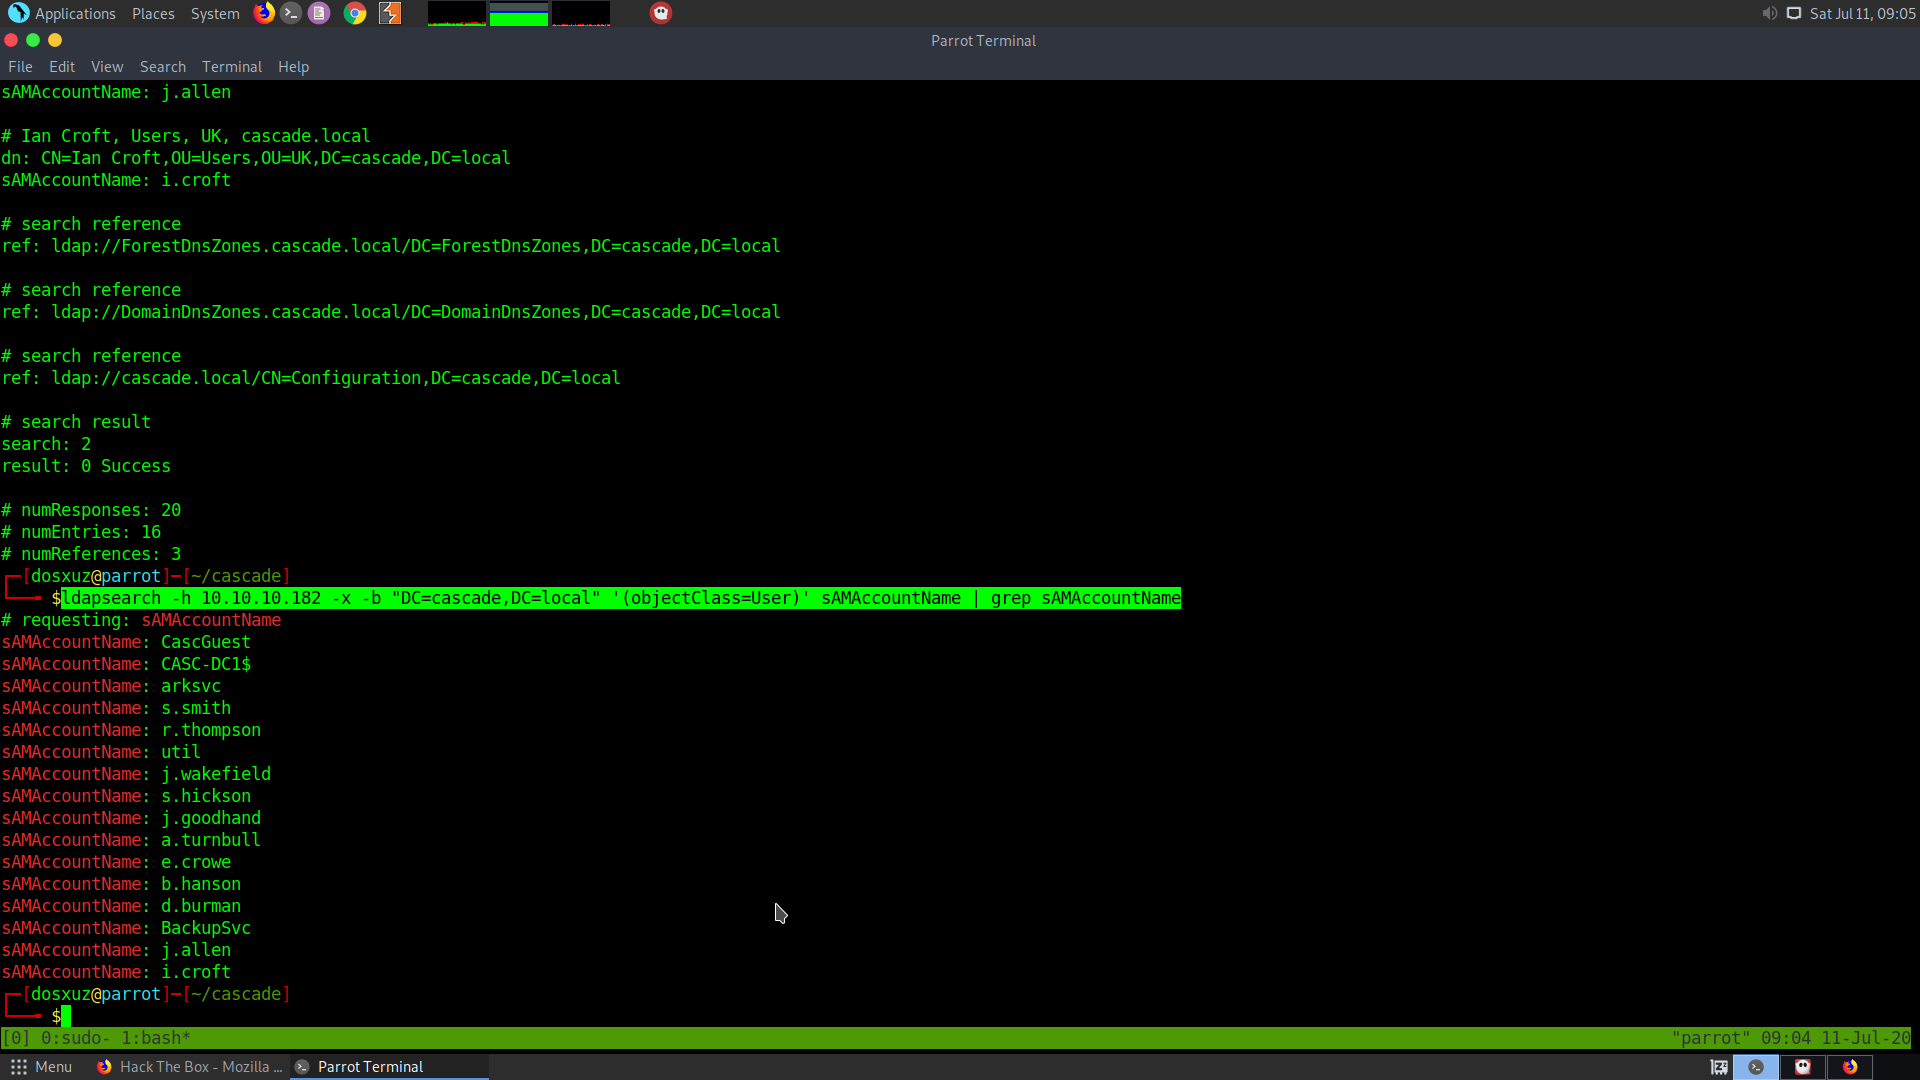 Applications Places System Sat Jul 11, 09:05
Parrot Terminal
File Edit View Search Terminal Help
sAMAccountName: j.allen
# Ian Croft, Users, UK, cascade.local
dn: CN=Ian Croft,OU=Users,OU=UK,DC=cascade,DC=local
sAMAccountName: i.croft
# search reference
ref: ldap://ForestDnsZones.cascade.local/DC=ForestDnsZones,DC=cascade,DC=local
# search reference
ref: ldap://DomainDnsZones.cascade.local/DC=DomainDnsZones,DC=cascade,DC=local
# search reference
ref: ldap://cascade.local/CN=Configuration,DC=cascade,DC=local
# search result
search: 2
result: 0 Success
# numResponses: 20
# numEntries: 16
# numReferences: 3
┌─[dosxuz@parrot]─[~/cascade]
└──╼ $ldapsearch -h 10.10.10.182 -x -b "DC=cascade,DC=local" '(objectClass=User)' sAMAccountName | grep sAMAccountName
# requesting: sAMAccountName
sAMAccountName: CascGuest
sAMAccountName: CASC-DC1$
sAMAccountName: arksvc
sAMAccountName: s.smith
sAMAccountName: r.thompson
sAMAccountName: util
sAMAccountName: j.wakefield
sAMAccountName: s.hickson
sAMAccountName: j.goodhand
sAMAccountName: a.turnbull
sAMAccountName: e.crowe
sAMAccountName: b.hanson
sAMAccountName: d.burman
sAMAccountName: BackupSvc
sAMAccountName: j.allen
sAMAccountName: i.croft
┌─[dosxuz@parrot]─[~/cascade]
└──╼ $
[0] 0:sudo- 1:bash* "parrot" 09:04 11-Jul-20
Menu Hack The Box - Mozilla ... Parrot Terminal